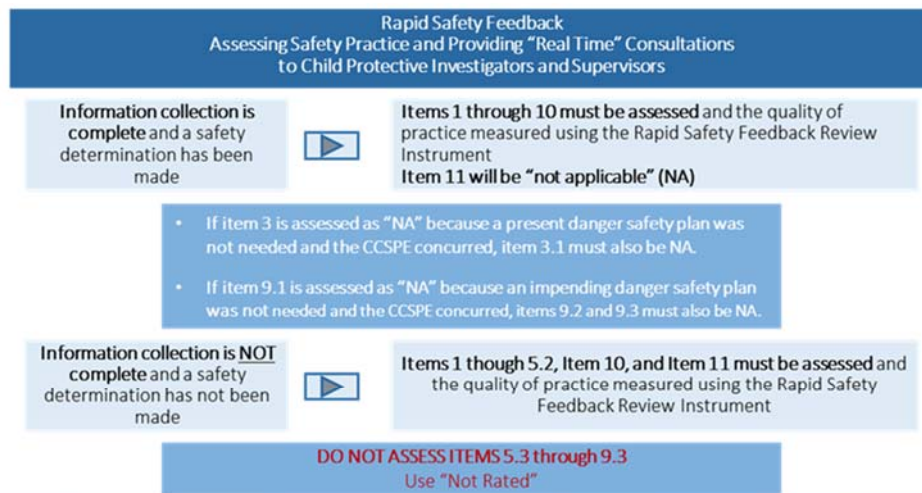 Rapid Safety Feedback
Assessing Safety Practice and Providing “Real Time” Consultations
to Child Protective Investigators and Supervisors
Information collection is
complete and a safety
determination has been
made
Items 1 through 10 must be assessed and the quality of
practice measured using the Rapid Safety Feedback Review
Instrument
Item 11 will be “not applicable” (NA)
• If item 3 is assessed as “NA” because a present danger safety plan was
not needed and the CCSPE concurred, item 3.1 must also be NA.
• If item 9.1 is assessed as “NA” because an impending danger safety plan
was not needed and the CCSPE concurred, items 9.2 and 9.3 must also be NA.
Information collection is NOT
complete and a safety
determination has not been
made
Items 1 though 5.2, Item 10, and Item 11 must be assessed and
the quality of practice measured using the Rapid Safety
Feedback Review Instrument
DO NOT ASSESS ITEMS 5.3 through 9.3
Use “Not Rated”